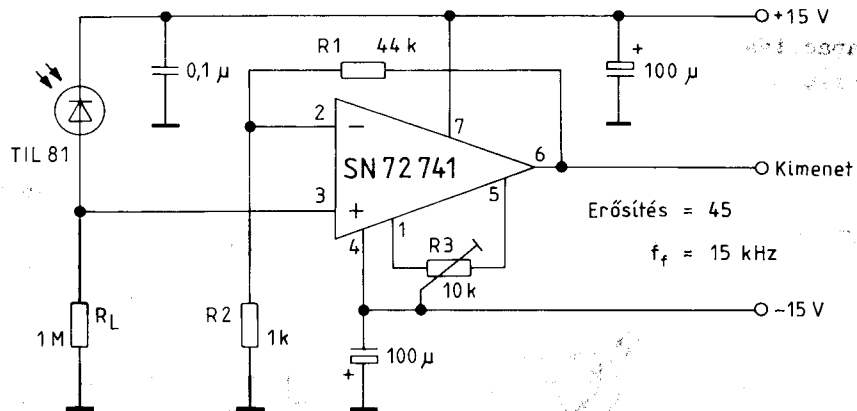 +15 V
R1 44 k
+
0,1 µ
100 µ
2
7
TIL 81
SN 72 741
6
Kimenet
3
+
5
Erősítés = 45
4
1
R3
f_f = 15 kHz
10k
-15 V
1M R_L
R2
1k
100 µ
+